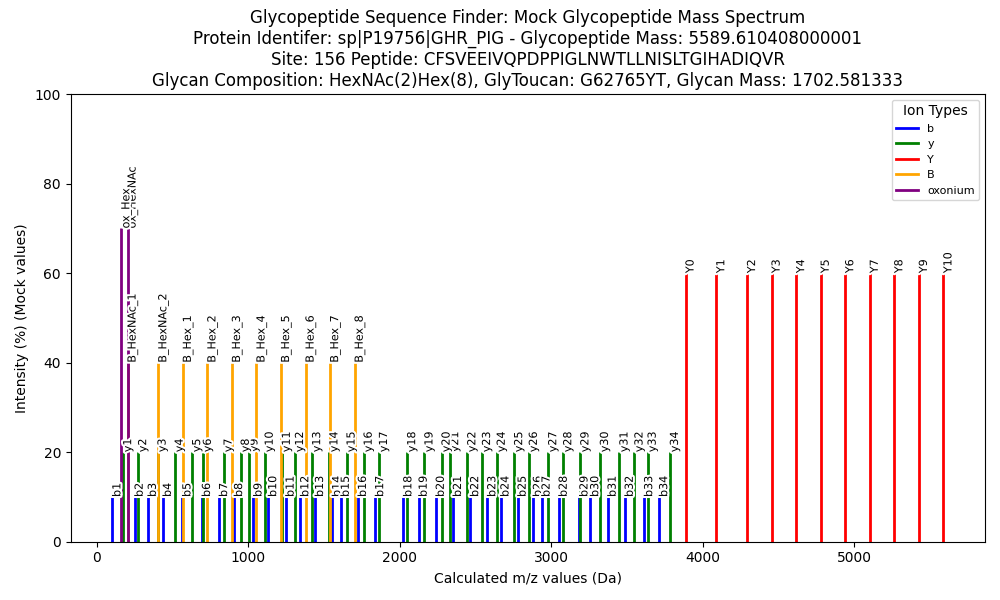 Glycopeptide Sequence Finder: Mock Glycopeptide Mass Spectrum
Protein Identifer: sp|P19756|GHR_PIG - Glycopeptide Mass: 5589.610408000001
Site: 156 Peptide: CFSVEEIVQPDPPIGLNWTLLNISLTGIHADIQVR
Glycan Composition: HexNAc(2)Hex(8), GlyToucan: G62765YT, Glycan Mass: 1702.581333
Intensity (%) (Mock values)
100
80
60
40
20
0
Ion Types
b
y
Y
B
oxonium
ox_Hex
ox_HexNAc
Y0
Y1
Y2
Y3
Y4
Y5
Y6
Y7
Y8
Y9
Y10
B_HexNAc_1
B_HexNAc_2
B_Hex_1
B_Hex_2
B_Hex_3
B_Hex_4
B_Hex_5
B_Hex_6
B_Hex_7
B_Hex_8
y1
y2
y3
y4
y5
y6
y7
y8
y9
y10
y11
y12
y13
y14
y15
y16
y17
y18
y19
y20
y21
y22
y23
y24
y25
y26
y27
y28
y29
y30
y31
y32
y33
y34
b1
b2
b3
b4
b5
b6
b7
b8
b9
b10
b11
b12
b13
b14
b15
b16
b17
b18
b19
b20
b21
b22
b23
b24
b25
b26
b27
b28
b29
b30
b31
b32
b33
b34
0
1000
2000
3000
4000
5000
Calculated m/z values (Da)